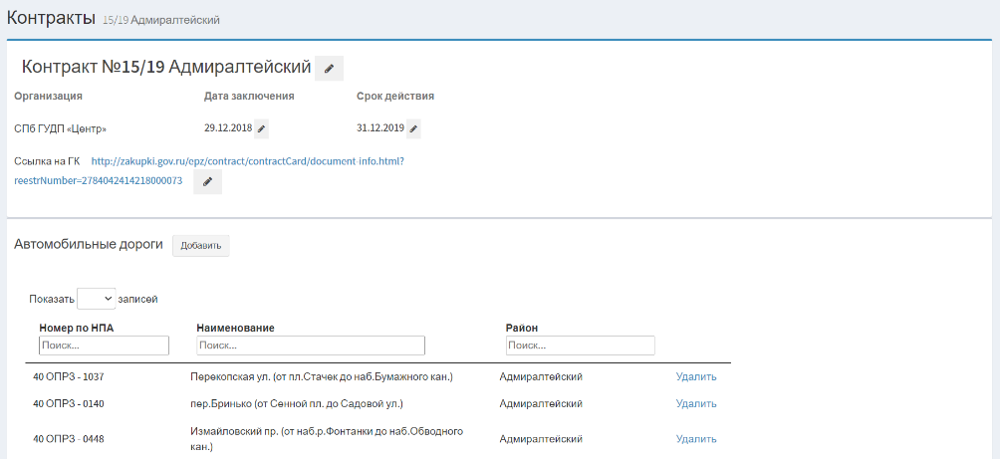 Контракты 15/19 Адмиралтейский
Контракт №15/19 Адмиралтейский
Организация Дата заключения Срок действия
СПб ГУДП «Центр» 29.12.2018 31.12.2019
Ссылка на ГК http://zakupki.gov.ru/epz/contract/contractCard/document-info.html?
reestrNumber=2784042414218000073
Автомобильные дороги Добавить
Показать записей
Номер по НПА Наименование Район
Поиск... Поиск... Поиск...
40 ОПРЗ - 1037 Перекопская ул. (от пл.Стачек до наб.Бумажного кан.) Адмиралтейский Удалить
40 ОПРЗ - 0140 пер.Бринько (от Сенной пл. до Садовой ул.) Адмиралтейский Удалить
40 ОПРЗ - 0448 Измайловский пр. (от наб.р.Фонтанки до наб.Обводного Адмиралтейский Удалить
кан.)